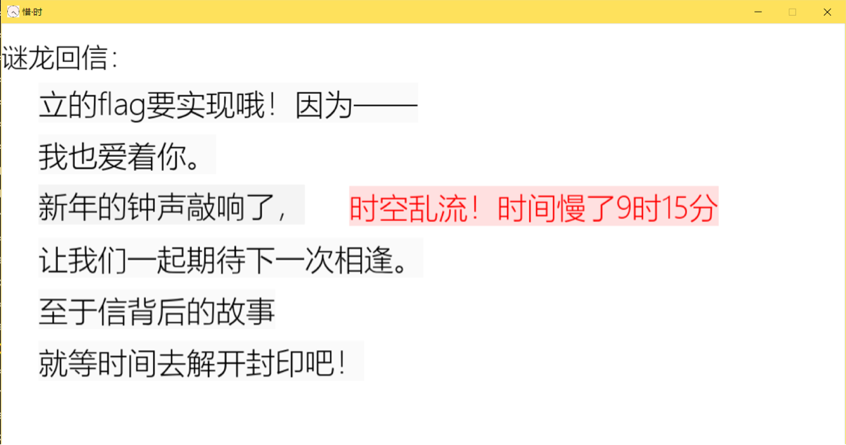 慢·时
谜龙回信：
立的flag要实现哦！因为——
我也爱着你。
新年的钟声敲响了， 时空乱流！时间慢了9时15分
让我们一起期待下一次相逢。
至于信背后的故事
就等时间去解开封印吧！